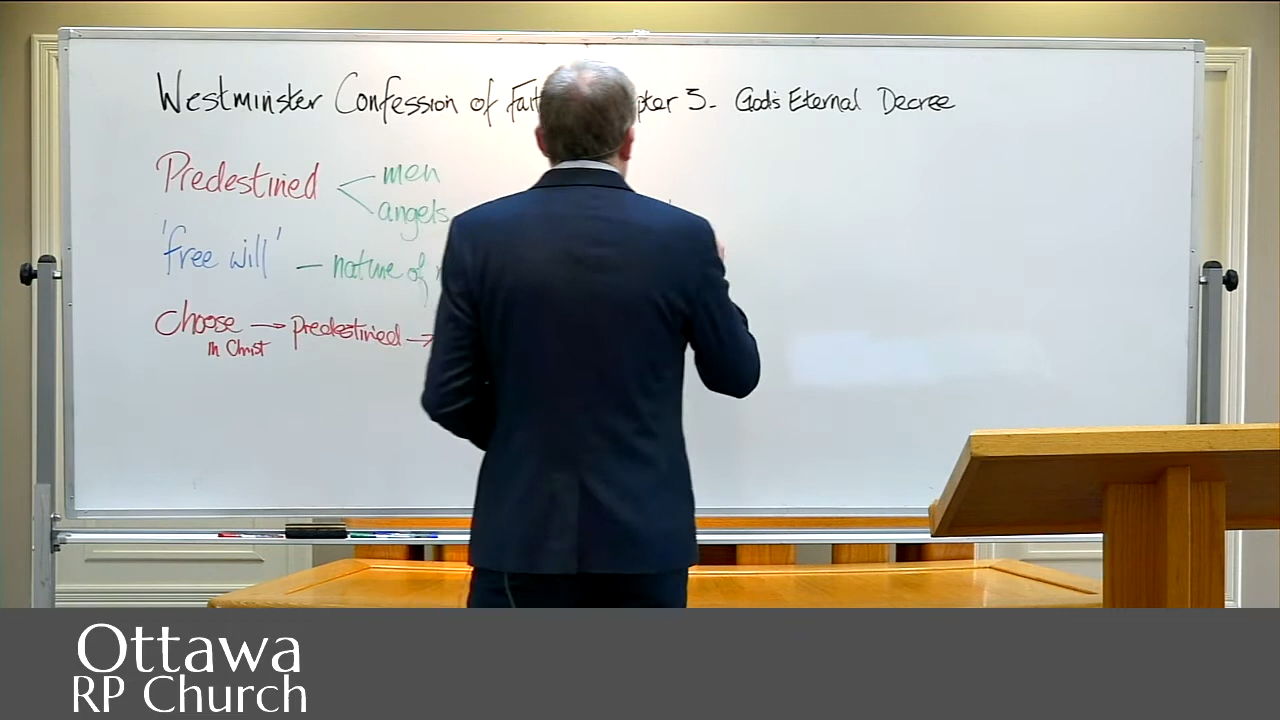 Westminster Confession of Fait pter 3- God's Eternal Decree
Predestined
men
angels
'free will' - nature of
Choose → predestined →
in Christ
Ottawa
RP Church